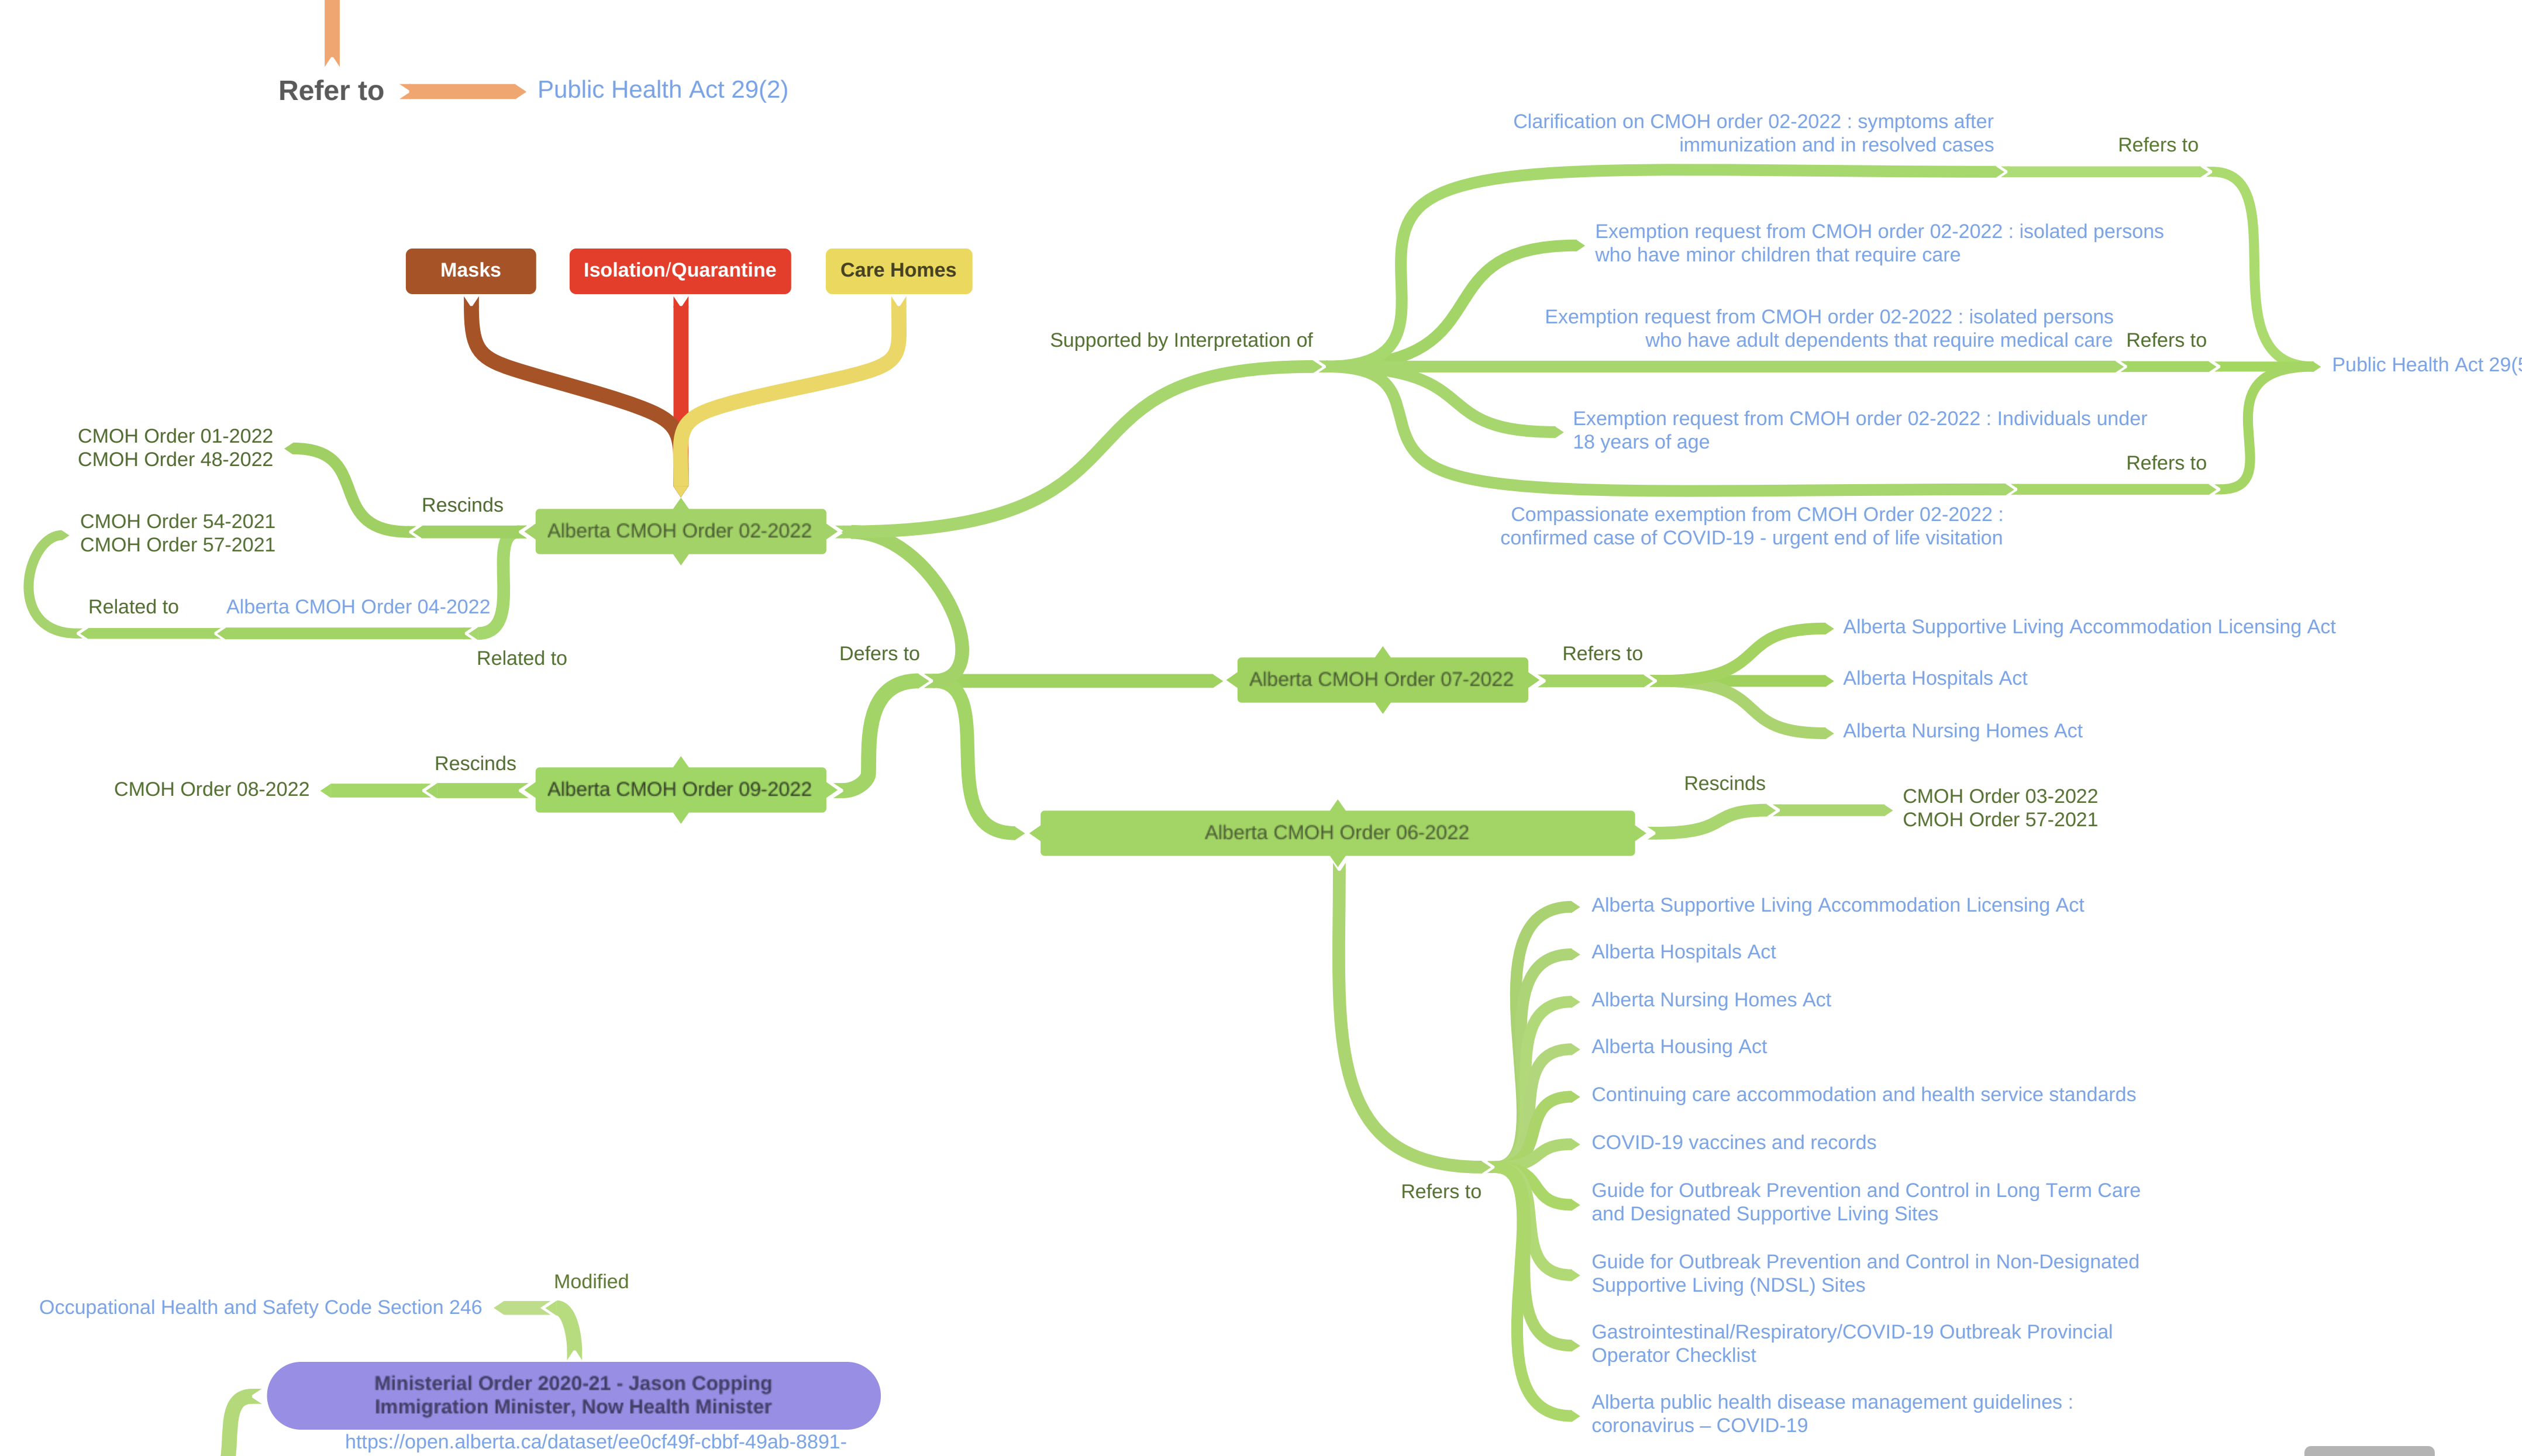 Refer to
Public Health Act 29(2)
Clarification on CMOH order 02-2022 : symptoms after
immunization and in resolved cases
Refers to
Exemption request from CMOH order 02-2022 : isolated persons
who have minor children that require care
Masks
Isolation/Quarantine
Care Homes
Supported by Interpretation of
Exemption request from CMOH order 02-2022 : isolated persons
who have adult dependents that require medical care
Refers to
Public Health Act 29(5
Exemption request from CMOH order 02-2022 : Individuals under
18 years of age
Refers to
Compassionate exemption from CMOH Order 02-2022 :
confirmed case of COVID-19 - urgent end of life visitation
CMOH Order 01-2022
CMOH Order 48-2022
Rescinds
Alberta CMOH Order 02-2022
CMOH Order 54-2021
CMOH Order 57-2021
Related to
Alberta CMOH Order 04-2022
Related to
Defers to
Alberta CMOH Order 07-2022
Refers to
Alberta Supportive Living Accommodation Licensing Act
Alberta Hospitals Act
Alberta Nursing Homes Act
CMOH Order 08-2022
Rescinds
Alberta CMOH Order 09-2022
Alberta CMOH Order 06-2022
Rescinds
CMOH Order 03-2022
CMOH Order 57-2021
Refers to
Alberta Supportive Living Accommodation Licensing Act
Alberta Hospitals Act
Alberta Nursing Homes Act
Alberta Housing Act
Continuing care accommodation and health service standards
COVID-19 vaccines and records
Guide for Outbreak Prevention and Control in Long Term Care
and Designated Supportive Living Sites
Guide for Outbreak Prevention and Control in Non-Designated
Supportive Living (NDSL) Sites
Gastrointestinal/Respiratory/COVID-19 Outbreak Provincial
Operator Checklist
Alberta public health disease management guidelines :
coronavirus – COVID-19
Modified
Occupational Health and Safety Code Section 246
Ministerial Order 2020-21 - Jason Copping
Immigration Minister, Now Health Minister
https://open.alberta.ca/dataset/ee0cf49f-cbbf-49ab-8891-